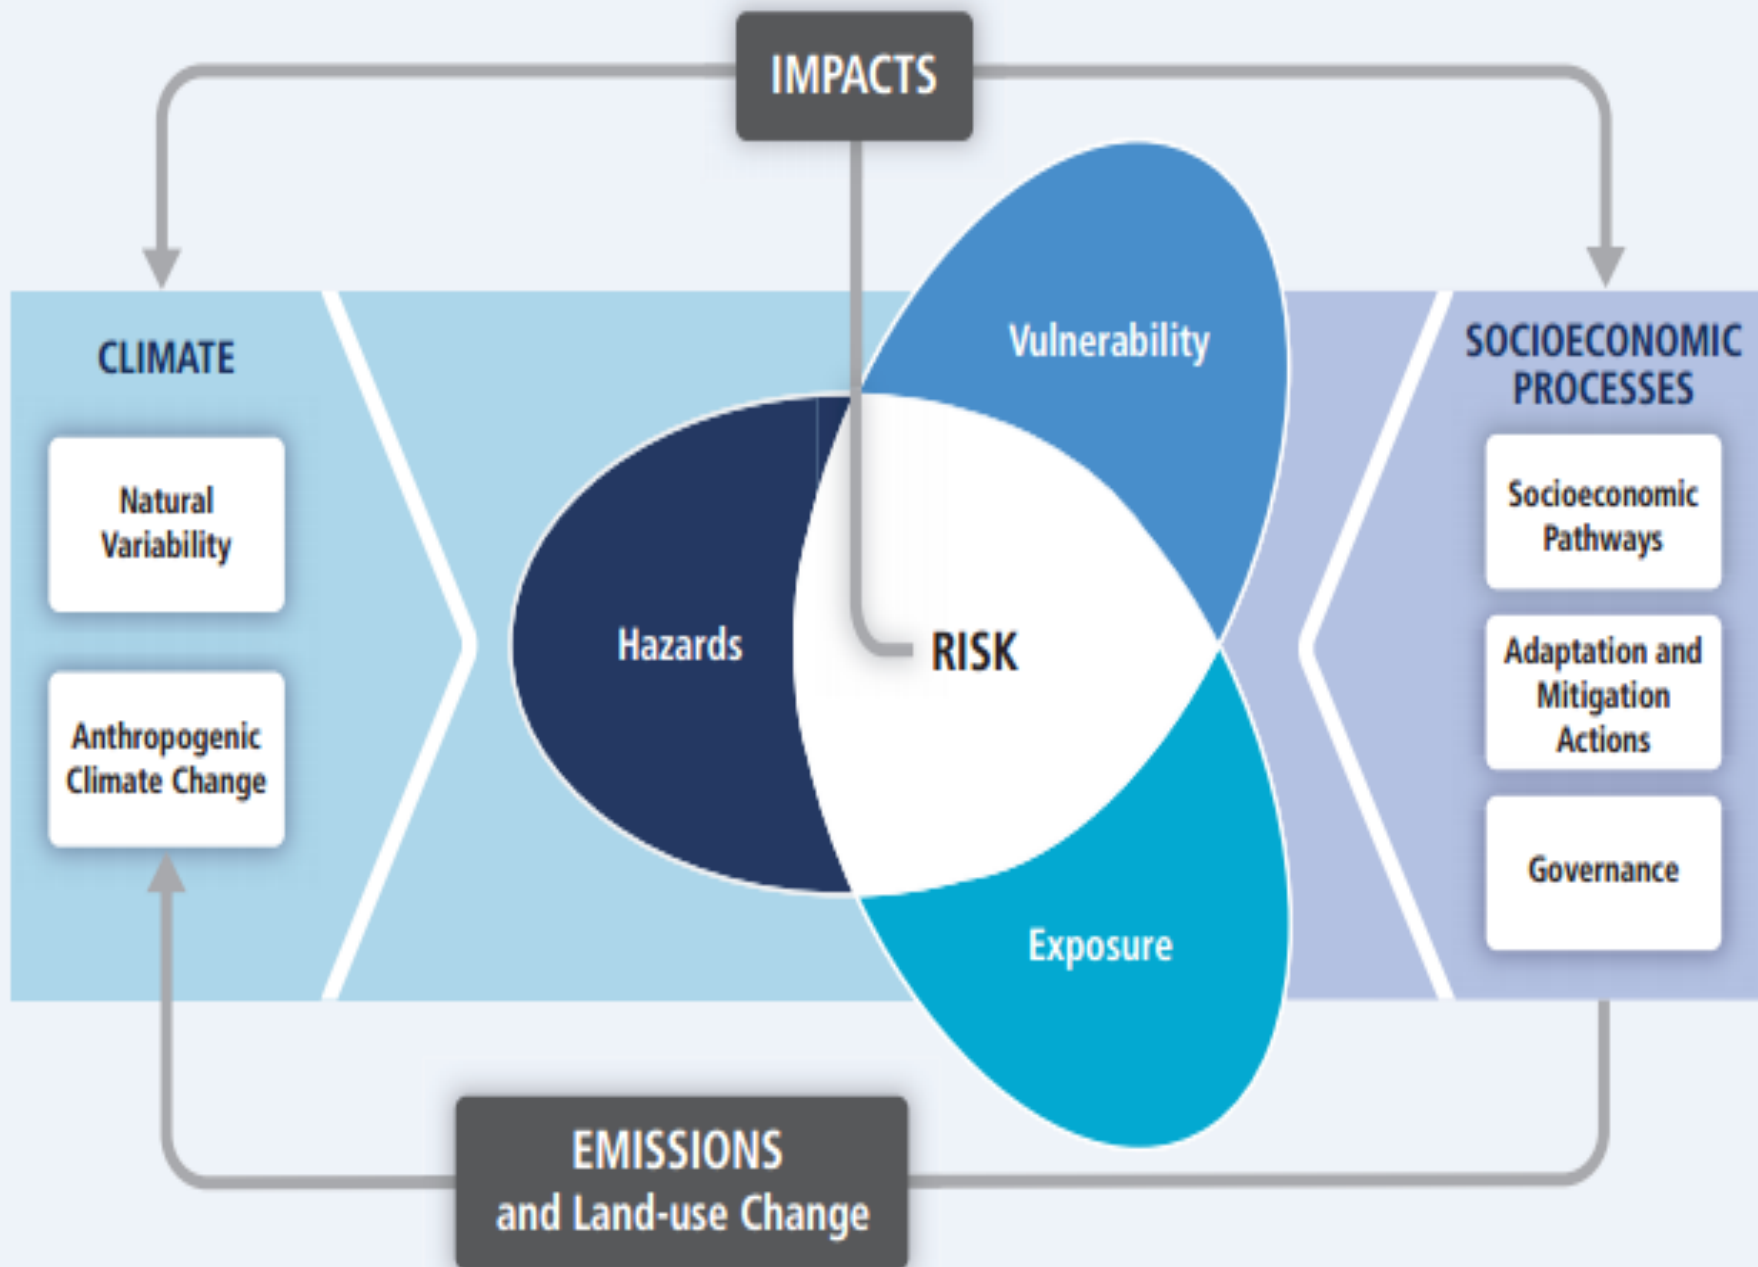 IMPACTS
CLIMATE
Natural
Variability
Anthropogenic
Climate Change
Vulnerability
Hazards
RISK
Exposure
SOCIOECONOMIC
PROCESSES
Socioeconomic
Pathways
Adaptation and
Mitigation
Actions
Governance
EMISSIONS
and Land-use Change